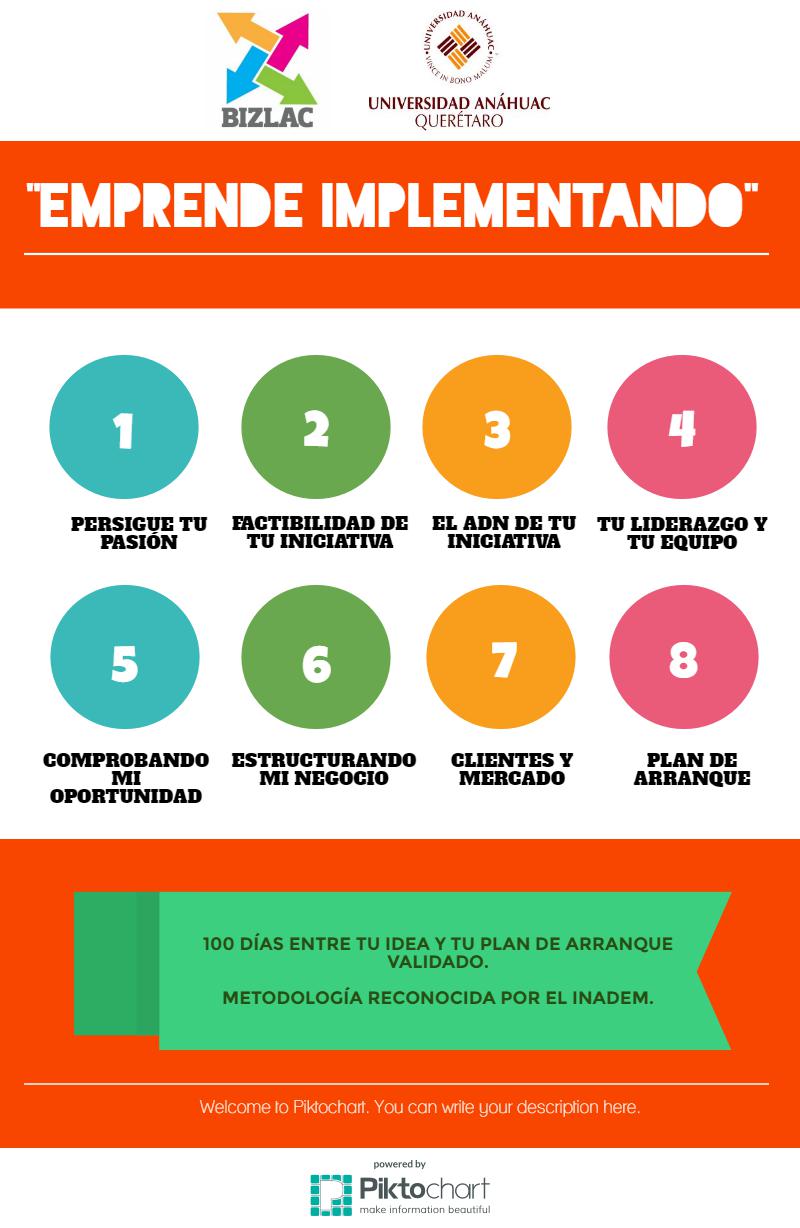 BIZLAC
UNIVERSIDAD ANÁHUAC
VINCE IN BONO MALUM
UNIVERSIDAD ANÁHUAC
QUERÉTARO
"EMPRENDE IMPLEMENTANDO"
1
2
3
4
PERSIGUE TU
PASIÓN
FACTIBILIDAD DE
TU INICIATIVA
EL ADN DE TU
INICIATIVA
TU LIDERAZGO Y
TU EQUIPO
5
6
7
8
COMPROBANDO
MI
OPORTUNIDAD
ESTRUCTURANDO
MI NEGOCIO
CLIENTES Y
MERCADO
PLAN DE
ARRANQUE
100 DÍAS ENTRE TU IDEA Y TU PLAN DE ARRANQUE
VALIDADO.
METODOLOGÍA RECONOCIDA POR EL INADEM.
Welcome to Piktochart. You can write your description here.
powered by
Piktochart
make information beautiful